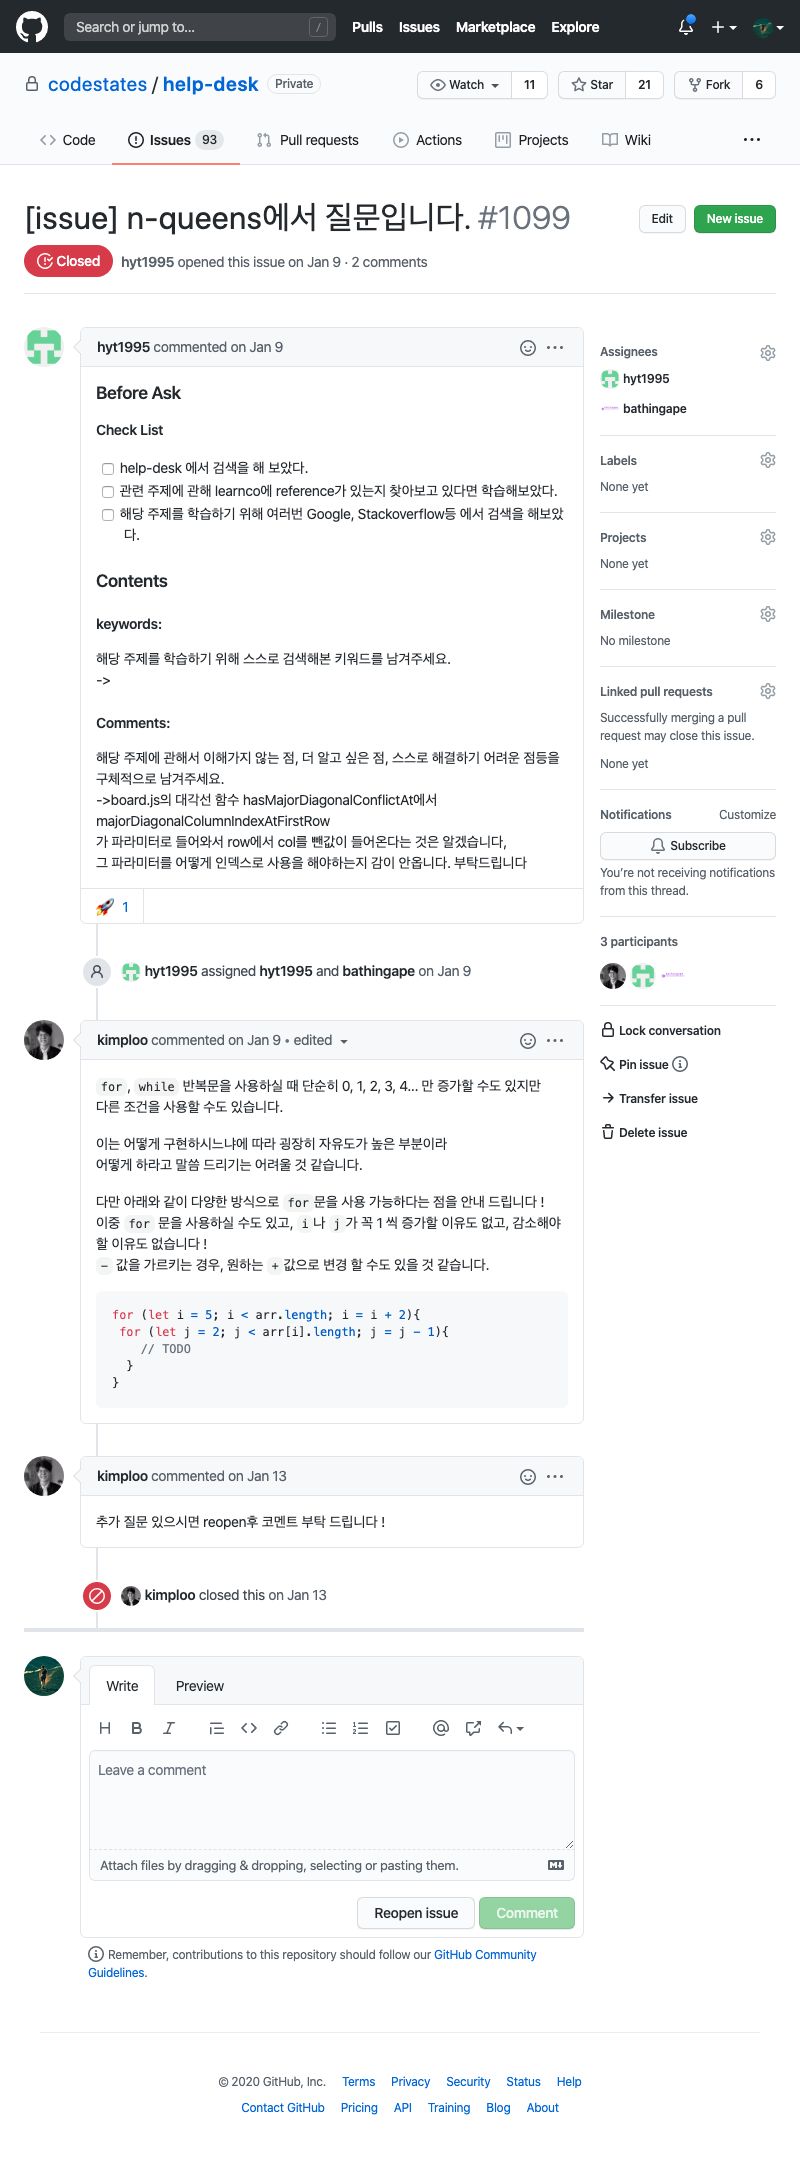 Search or jump to... /
Pulls Issues Marketplace Explore
codestates / help-desk Private
Watch 11 Star 21 Fork 6
Code Issues 93 Pull requests Actions Projects Wiki
[issue] n-queens에서 질문입니다. #1099
Edit New issue
Closed hyt1995 opened this issue on Jan 9 · 2 comments
hyt1995 commented on Jan 9
Before Ask
Check List
help-desk 에서 검색을 해 보았다.
관련 주제에 관해 learnco에 reference가 있는지 찾아보고 있다면 학습해보았다.
해당 주제를 학습하기 위해 여러번 Google, Stackoverflow등 에서 검색을 해보았
다.
Contents
keywords:
해당 주제를 학습하기 위해 스스로 검색해본 키워드를 남겨주세요.
->
Comments:
해당 주제에 관해서 이해가지 않는 점, 더 알고 싶은 점, 스스로 해결하기 어려운 점등을
구체적으로 남겨주세요.
->board.js의 대각선 함수 hasMajorDiagonalConflictAt에서
majorDiagonalColumnIndexAtFirstRow
가 파라미터로 들어와서 row에서 col를 뺀값이 들어온다는 것은 알겠습니다,
그 파라미터를 어떻게 인덱스로 사용을 해야하는지 감이 안옵니다. 부탁드립니다
🚀 1
hyt1995 assigned hyt1995 and bathingape on Jan 9
kimploo commented on Jan 9 • edited
for , while 반복문을 사용하실 때 단순히 0, 1, 2, 3, 4... 만 증가할 수도 있지만
다른 조건을 사용할 수도 있습니다.
이는 어떻게 구현하시느냐에 따라 굉장히 자유도가 높은 부분이라
어떻게 하라고 말씀 드리기는 어려울 것 같습니다.
다만 아래와 같이 다양한 방식으로 for 문을 사용 가능하다는 점을 안내 드립니다 !
이중 for 문을 사용하실 수도 있고, i 나 j 가 꼭 1 씩 증가할 이유도 없고, 감소해야
할 이유도 없습니다 !
- 값을 가르키는 경우, 원하는 + 값으로 변경 할 수도 있을 것 같습니다.
for (let i = 5; i < arr.length; i = i + 2){
for (let j = 2; j < arr[i].length; j = j - 1){
// TODO
}
}
kimploo commented on Jan 13
추가 질문 있으시면 reopen후 코멘트 부탁 드립니다 !
kimploo closed this on Jan 13
Write Preview
H B I
Leave a comment
Attach files by dragging & dropping, selecting or pasting them.
Reopen issue Comment
Remember, contributions to this repository should follow our GitHub Community
Guidelines.
Assignees
hyt1995
bathingape
Labels
None yet
Projects
None yet
Milestone
No milestone
Linked pull requests
Successfully merging a pull
request may close this issue.
None yet
Notifications Customize
Subscribe
You're not receiving notifications
from this thread.
3 participants
Lock conversation
Pin issue
Transfer issue
Delete issue
© 2020 GitHub, Inc. Terms Privacy Security Status Help
Contact GitHub Pricing API Training Blog About